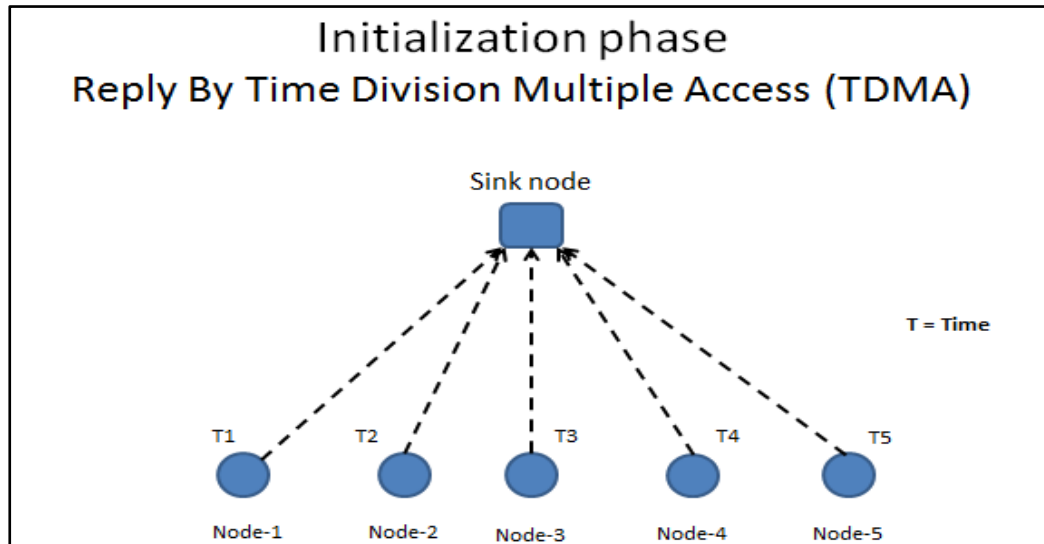 Initialization phase
Reply By Time Division Multiple Access (TDMA)
Sink node
T = Time
T1
T2
T3
T4
T5
Node-1
Node-2
Node-3
Node-4
Node-5